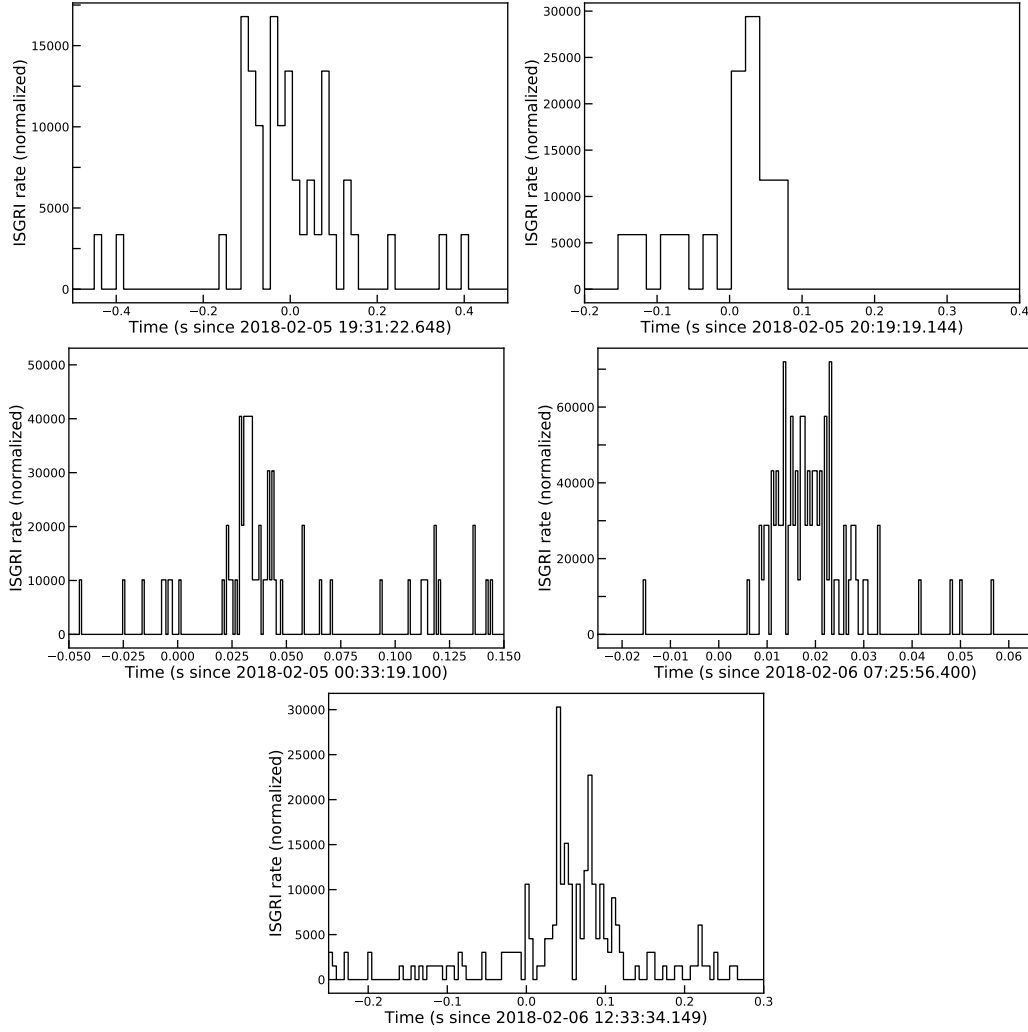 15000
10000
5000
0
ISGRI rate (normalized)
−0.4 −0.2 0.0 0.2 0.4
Time (s since 2018-02-05 19:31:22.648)
30000
25000
20000
15000
10000
5000
0
ISGRI rate (normalized)
−0.2 −0.1 0.0 0.1 0.2 0.3 0.4
Time (s since 2018-02-05 20:19:19.144)
50000
40000
30000
20000
10000
0
ISGRI rate (normalized)
−0.050 −0.025 0.000 0.025 0.050 0.075 0.100 0.125 0.150
Time (s since 2018-02-05 00:33:19.100)
60000
40000
20000
0
ISGRI rate (normalized)
−0.02 −0.01 0.00 0.01 0.02 0.03 0.04 0.05 0.06
Time (s since 2018-02-06 07:25:56.400)
30000
25000
20000
15000
10000
5000
0
ISGRI rate (normalized)
−0.2 −0.1 0.0 0.1 0.2 0.3
Time (s since 2018-02-06 12:33:34.149)